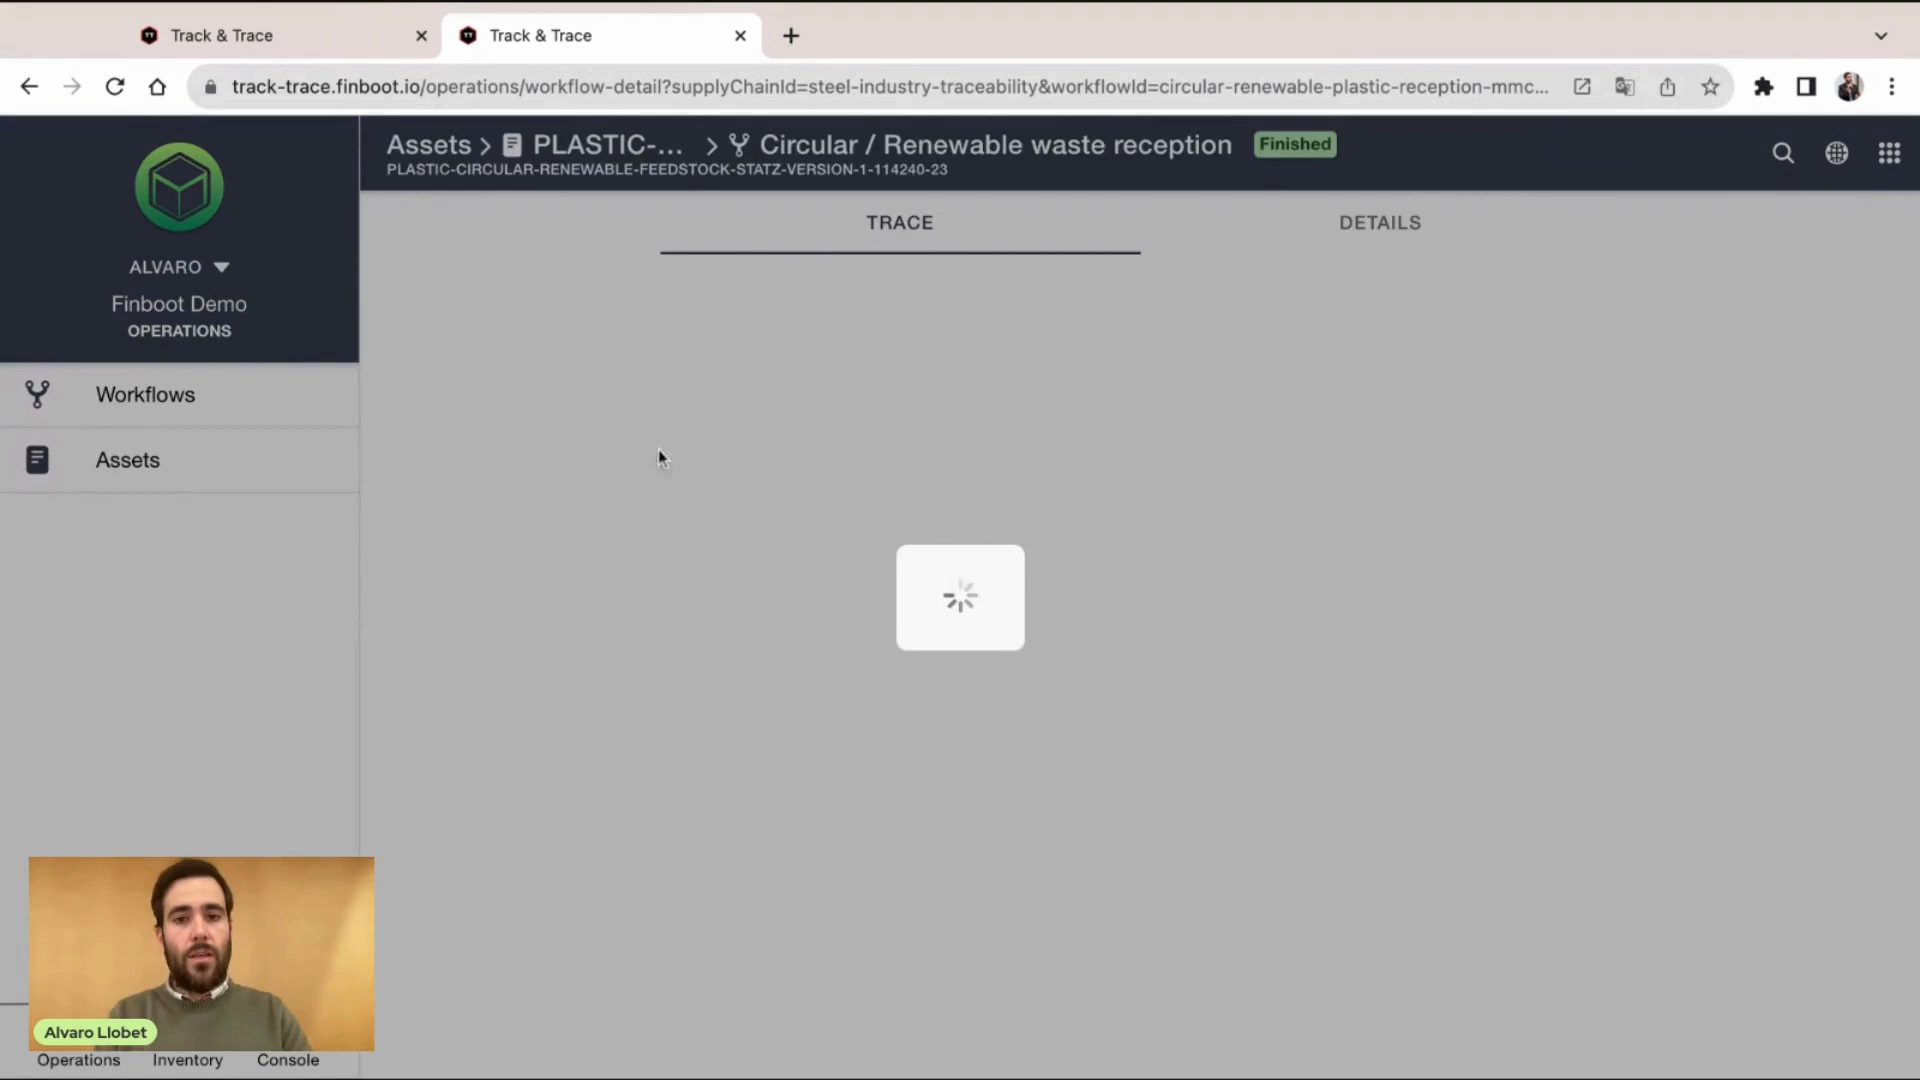 Track & Trace
Track & Trace
track-trace.finboot.io/operations/workflow-detail?supplyChainId=steel-industry-traceability&workflowId=circular-renewable-plastic-reception-mmc...
Assets > PLASTIC-... > Circular / Renewable waste reception Finished
PLASTIC-CIRCULAR-RENEWABLE-FEEDSTOCK-STATZ-VERSION-1-114240-23
TRACE
DETAILS
ALVARO
Finboot Demo
OPERATIONS
Workflows
Assets
Alvaro Llobet
Operations
Inventory
Console